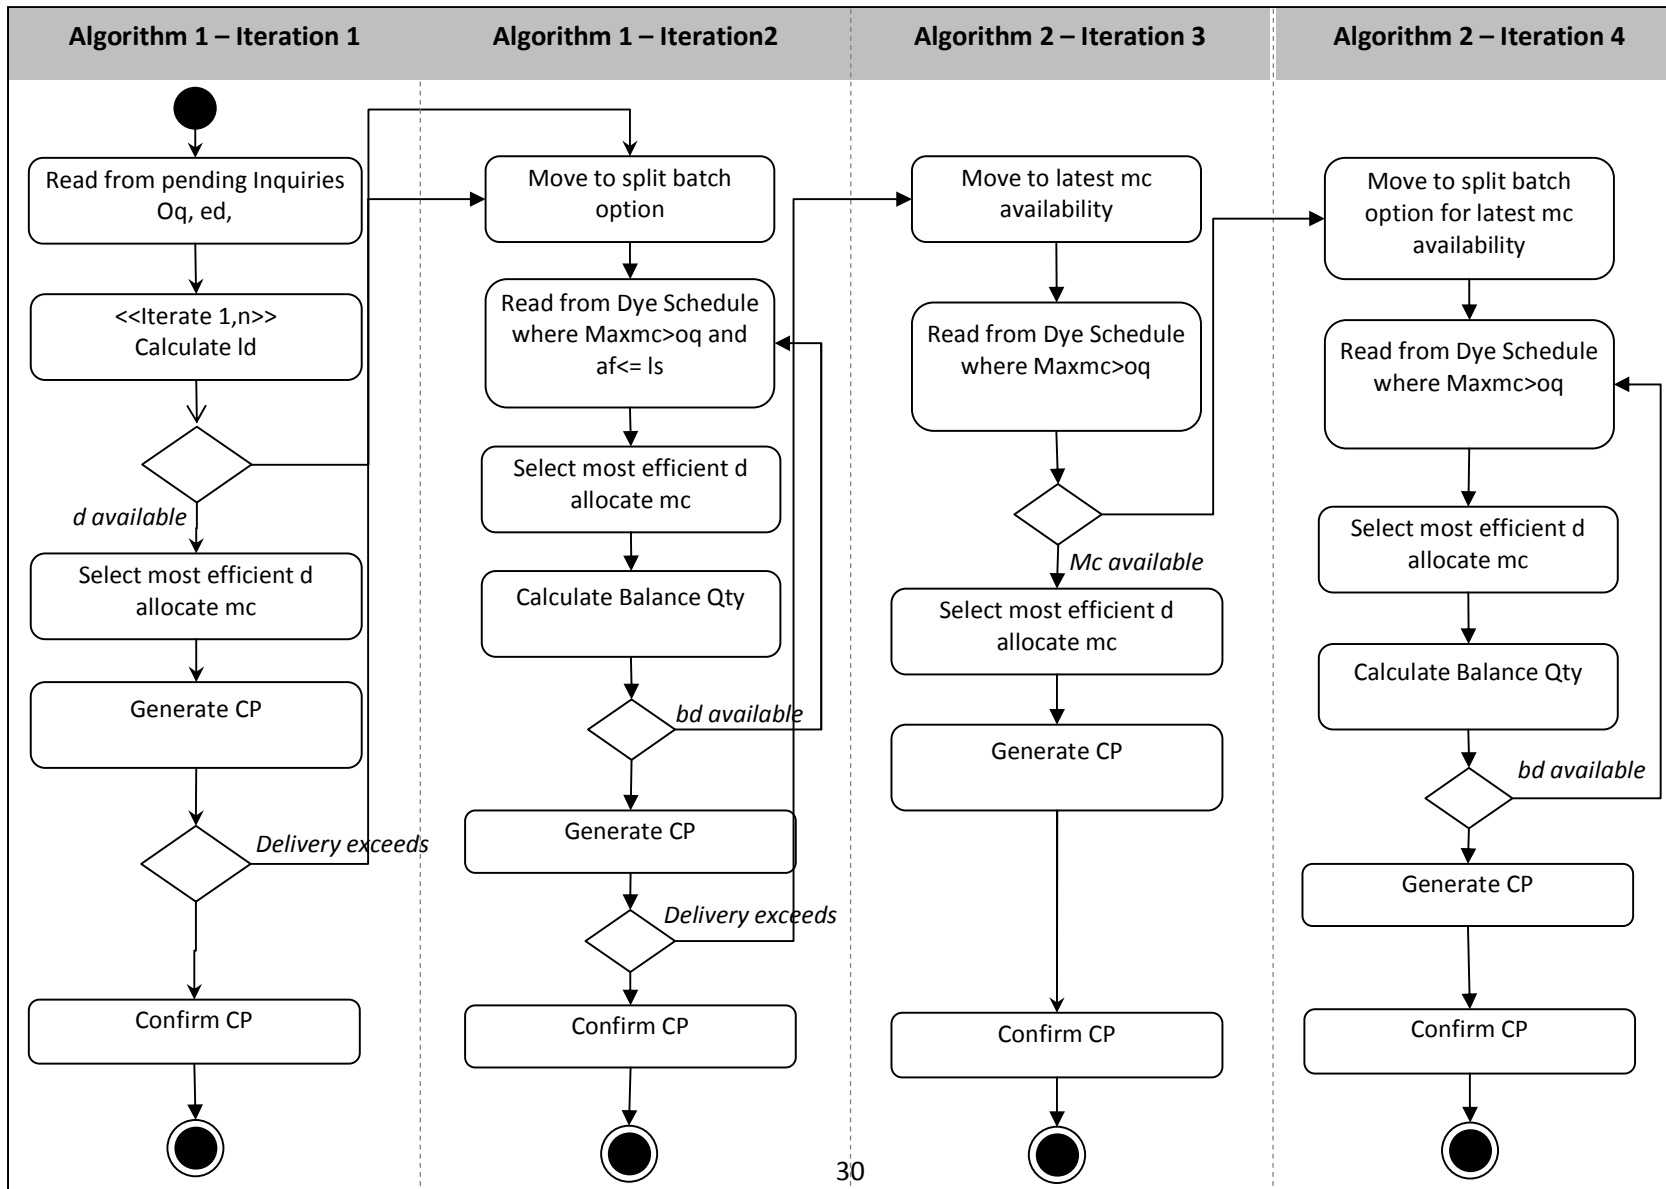 Algorithm 1 – Iteration 1
Algorithm 1 – Iteration2
Algorithm 2 – Iteration 3
Algorithm 2 – Iteration 4
Read from pending Inquiries
Oq, ed,
<<Iterate 1,n>>
Calculate ld
d available
Select most efficient d
allocate mc
Generate CP
Delivery exceeds
Confirm CP
Move to split batch
option
Read from Dye Schedule
where Maxmc>oq and
af<= ls
Select most efficient d
allocate mc
Calculate Balance Qty
bd available
Generate CP
Delivery exceeds
Confirm CP
Move to latest mc
availability
Read from Dye Schedule
where Maxmc>oq
Mc available
Select most efficient d
allocate mc
Generate CP
Confirm CP
Move to split batch
option for latest mc
availability
Read from Dye Schedule
where Maxmc>oq
Select most efficient d
allocate mc
Calculate Balance Qty
bd available
Generate CP
Confirm CP
30